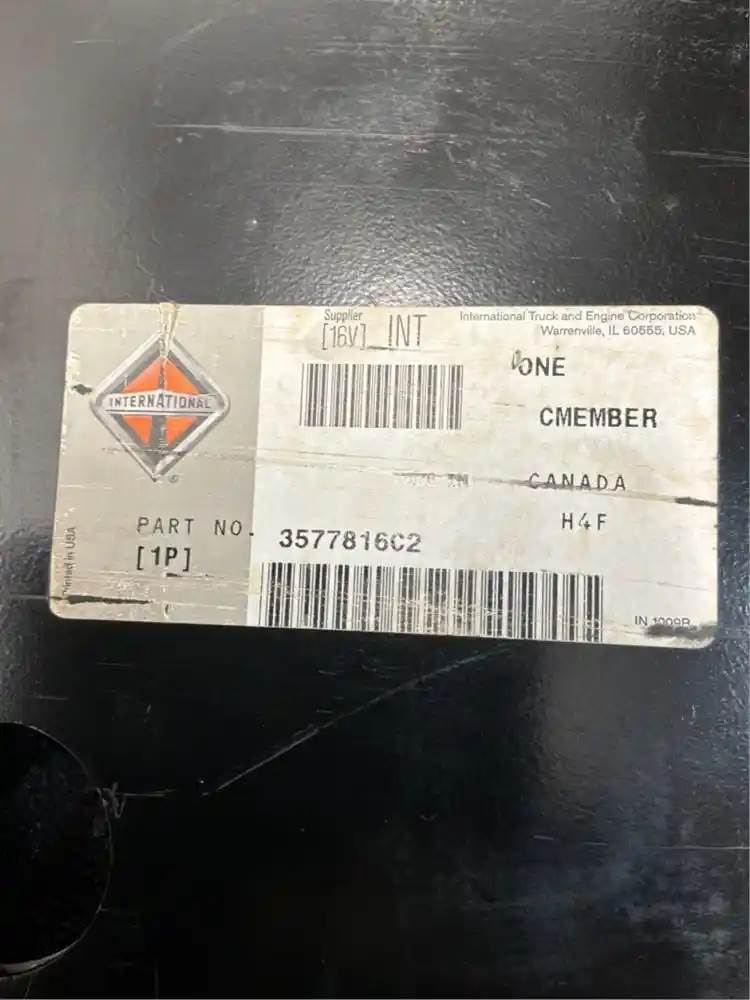 Supplier
[16V] INT
International Truck and Engine Corporation
Warrenville, IL 60555, USA
ONE
CMEMBER
INTERNATIONAL
®
IN CANADA
H4F
PART NO. 3577816C2
[1P]
Printed in USA
IN 1009B